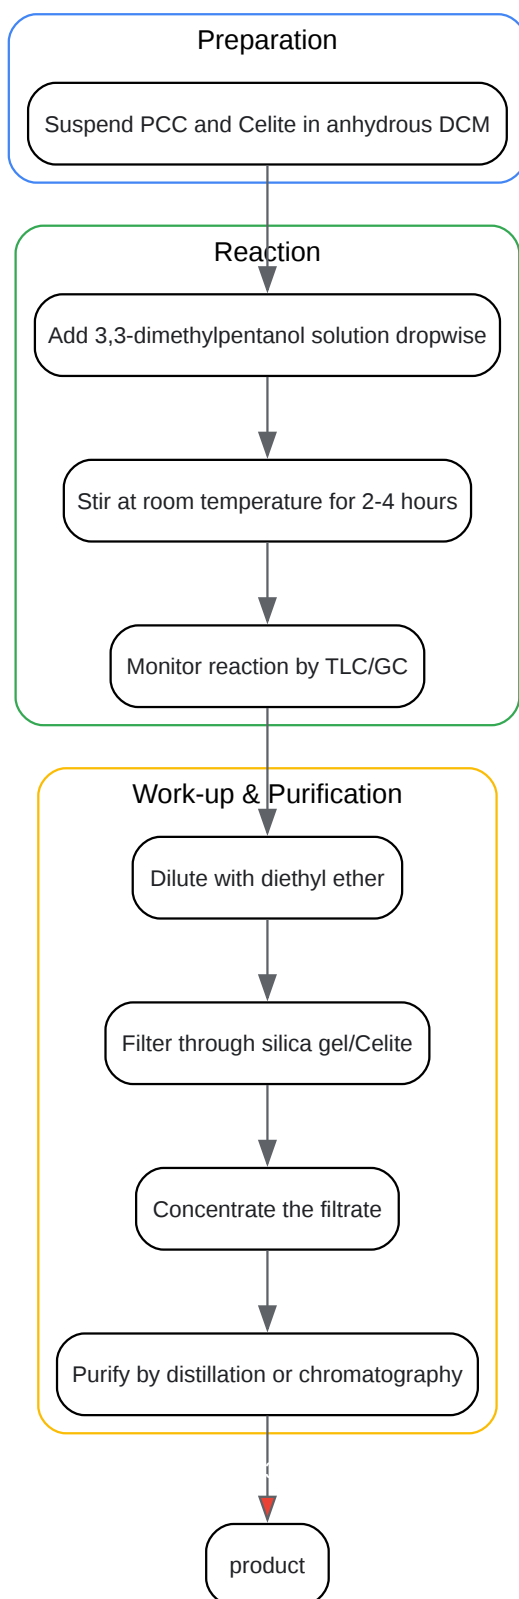 Preparation
Suspend PCC and Celite in anhydrous DCM
Reaction
Add 3,3-dimethylpentanol solution dropwise
Stir at room temperature for 2-4 hours
Monitor reaction by TLC/GC
Work-up & Purification
Dilute with diethyl ether
Filter through silica gel/Celite
Concentrate the filtrate
Purify by distillation or chromatography
product